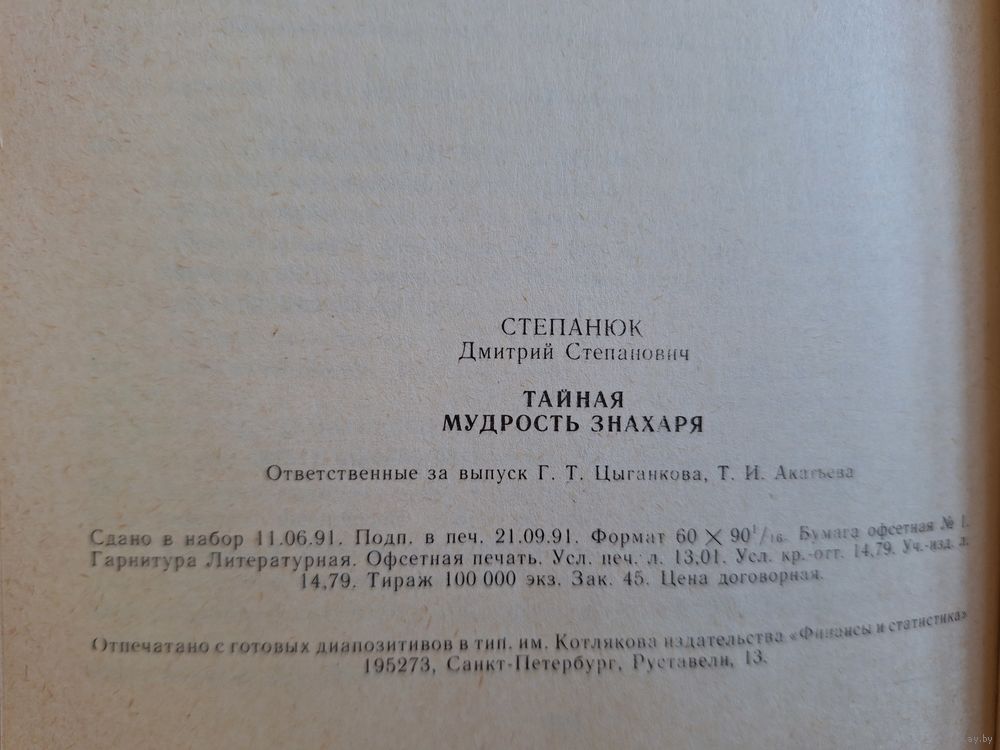 СТЕПАНЮК
Дмитрий Степанович
ТАЙНАЯ
МУДРОСТЬ ЗНАХАРЯ
Ответственные за выпуск Г. Т. Цыганкова, Т. И. Акатьева
Сдано в набор 11.06.91. Подп. в печ. 21.09.91. Формат 60 × 90¹/₁₆. Бумага офсетная № 1.
Гарнитура Литературная. Офсетная печать. Усл. печ. л. 13,01. Усл. кр.-отт. 14,79. Уч.-изд. л.
14,79. Тираж 100 000 экз. Зак. 45. Цена договорная.
Отпечатано с готовых диапозитивов в тип. им. Котлякова издательства «Финансы и статистика»
195273, Санкт-Петербург, Руставели, 13.
ay.by